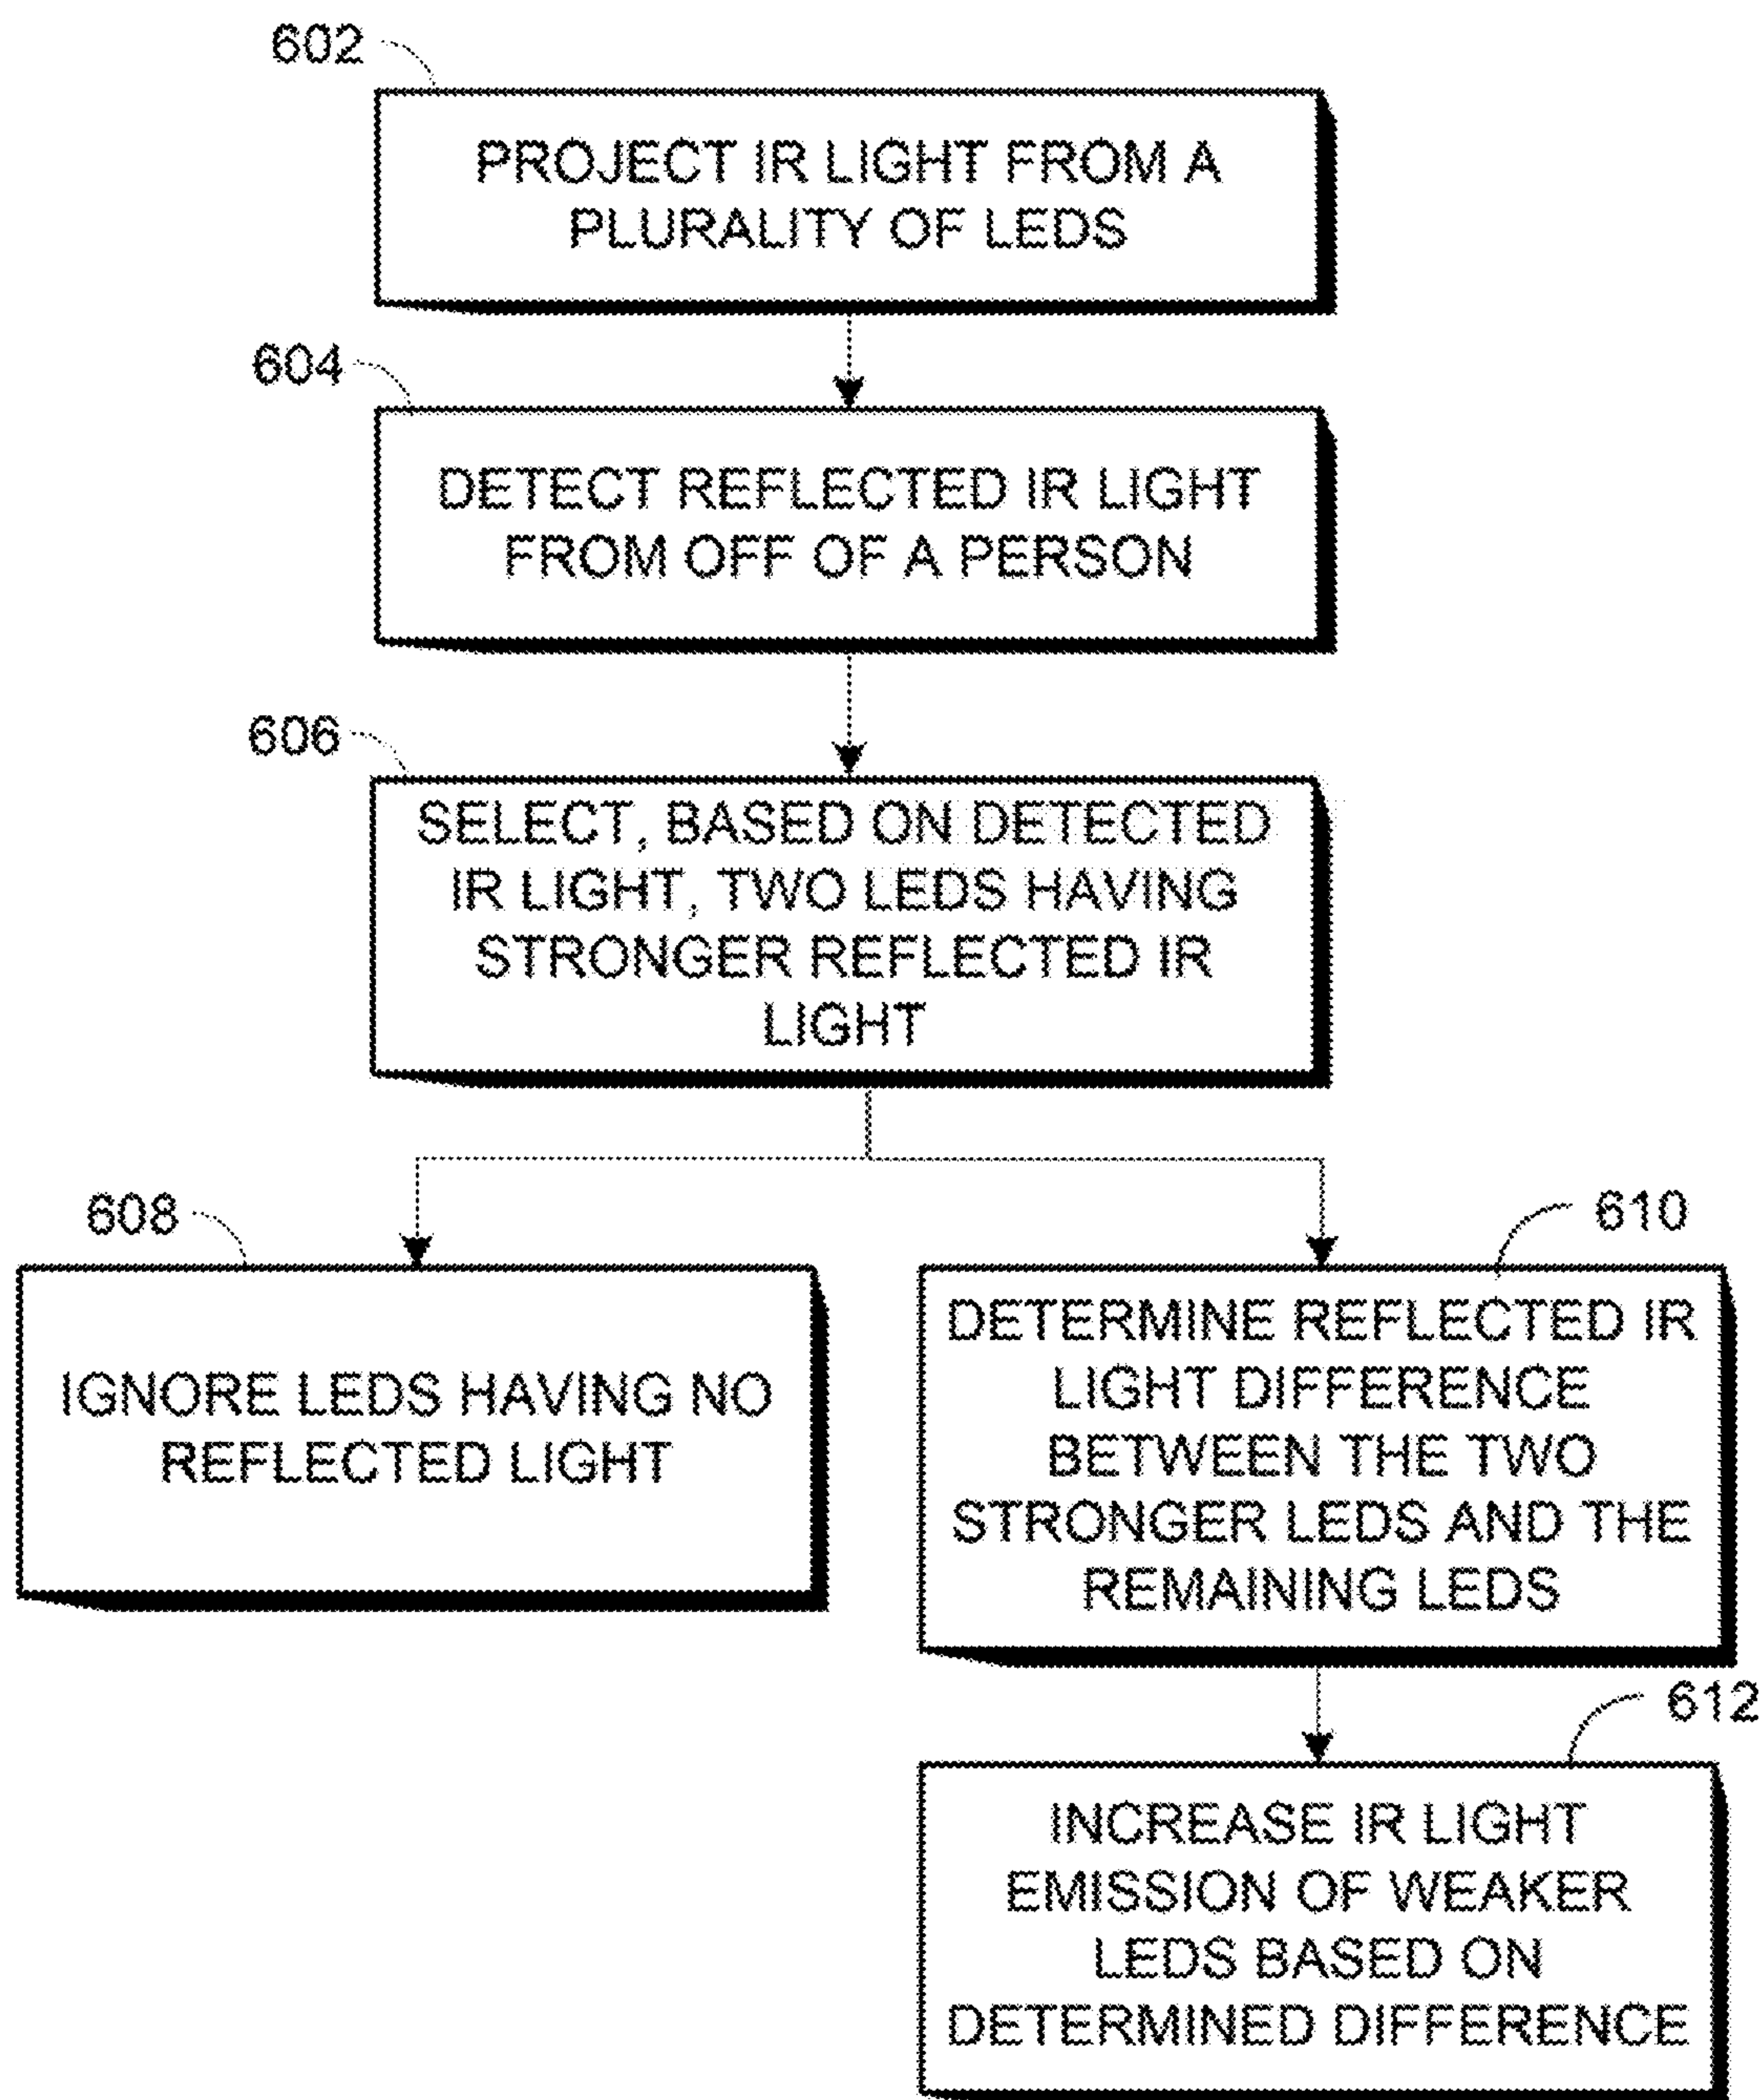 602
PROJECT IR LIGHT FROM A
PLURALITY OF LEDS
604
DETECT REFLECTED IR LIGHT
FROM OFF OF A PERSON
606
SELECT, BASED ON DETECTED
IR LIGHT, TWO LEDS HAVING
STRONGER REFLECTED IR
LIGHT
608
IGNORE LEDS HAVING NO
REFLECTED LIGHT
610
DETERMINE REFLECTED IR
LIGHT DIFFERENCE
BETWEEN THE TWO
STRONGER LEDS AND THE
REMAINING LEDS
612
INCREASE IR LIGHT
EMISSION OF WEAKER
LEDS BASED ON
DETERMINED DIFFERENCE